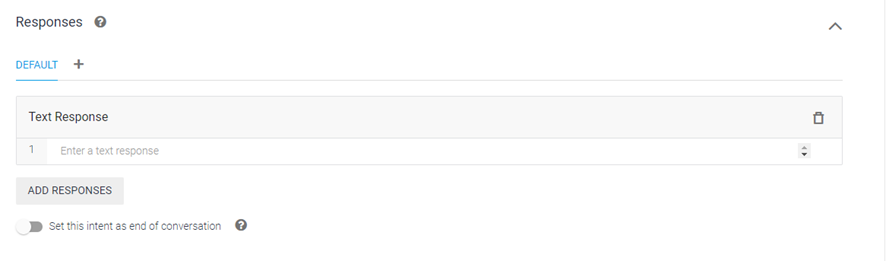 Responses
DEFAULT +
Text Response
1 Enter a text response
ADD RESPONSES
Set this intent as end of conversation